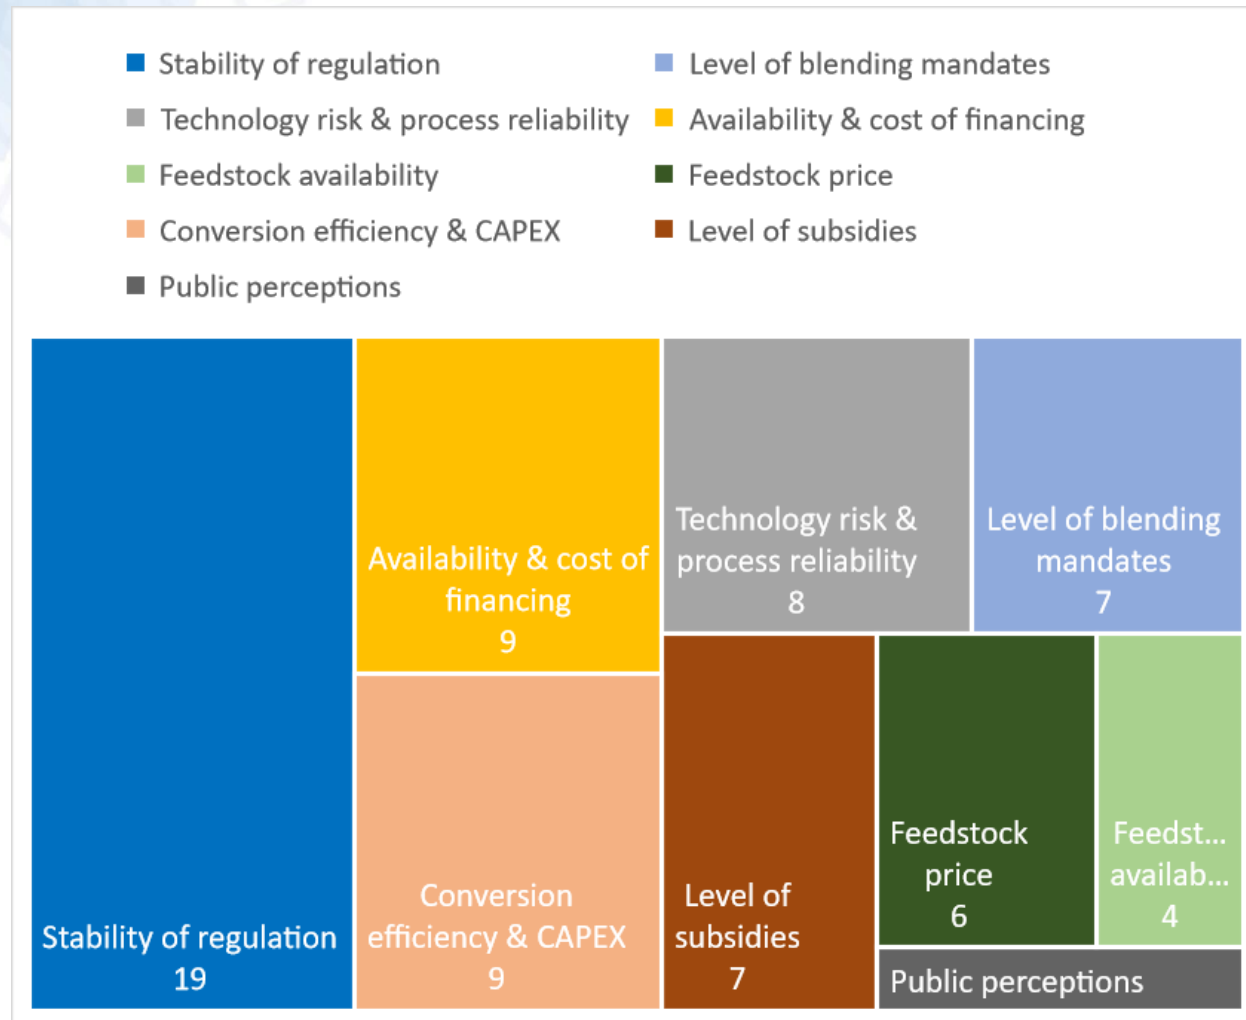 Stability of regulation
Level of blending mandates
Technology risk & process reliability
Availability & cost of financing
Feedstock availability
Feedstock price
Conversion efficiency & CAPEX
Level of subsidies
Public perceptions
Stability of regulation
19
Availability & cost of
financing
9
Conversion
efficiency & CAPEX
9
Technology risk &
process reliability
8
Level of blending
mandates
7
Level of
subsidies
7
Feedstock
price
6
Feedst...
availab...
4
Public perceptions